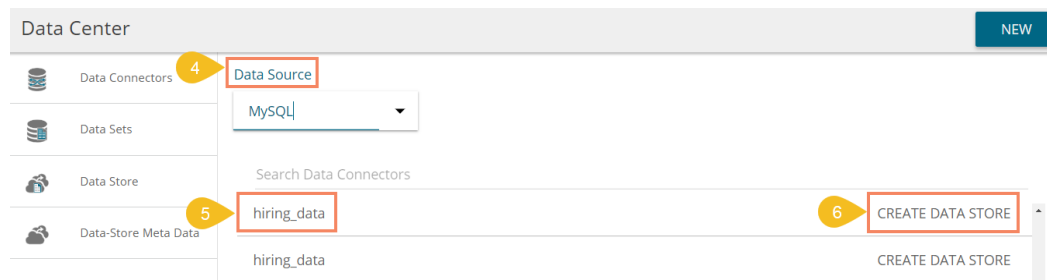 Data Center
NEW
Data Connectors
4
Data Source
MySQL
Data Sets
Search Data Connectors
Data Store
5
hiring_data
6
CREATE DATA STORE
Data-Store Meta Data
hiring_data
CREATE DATA STORE